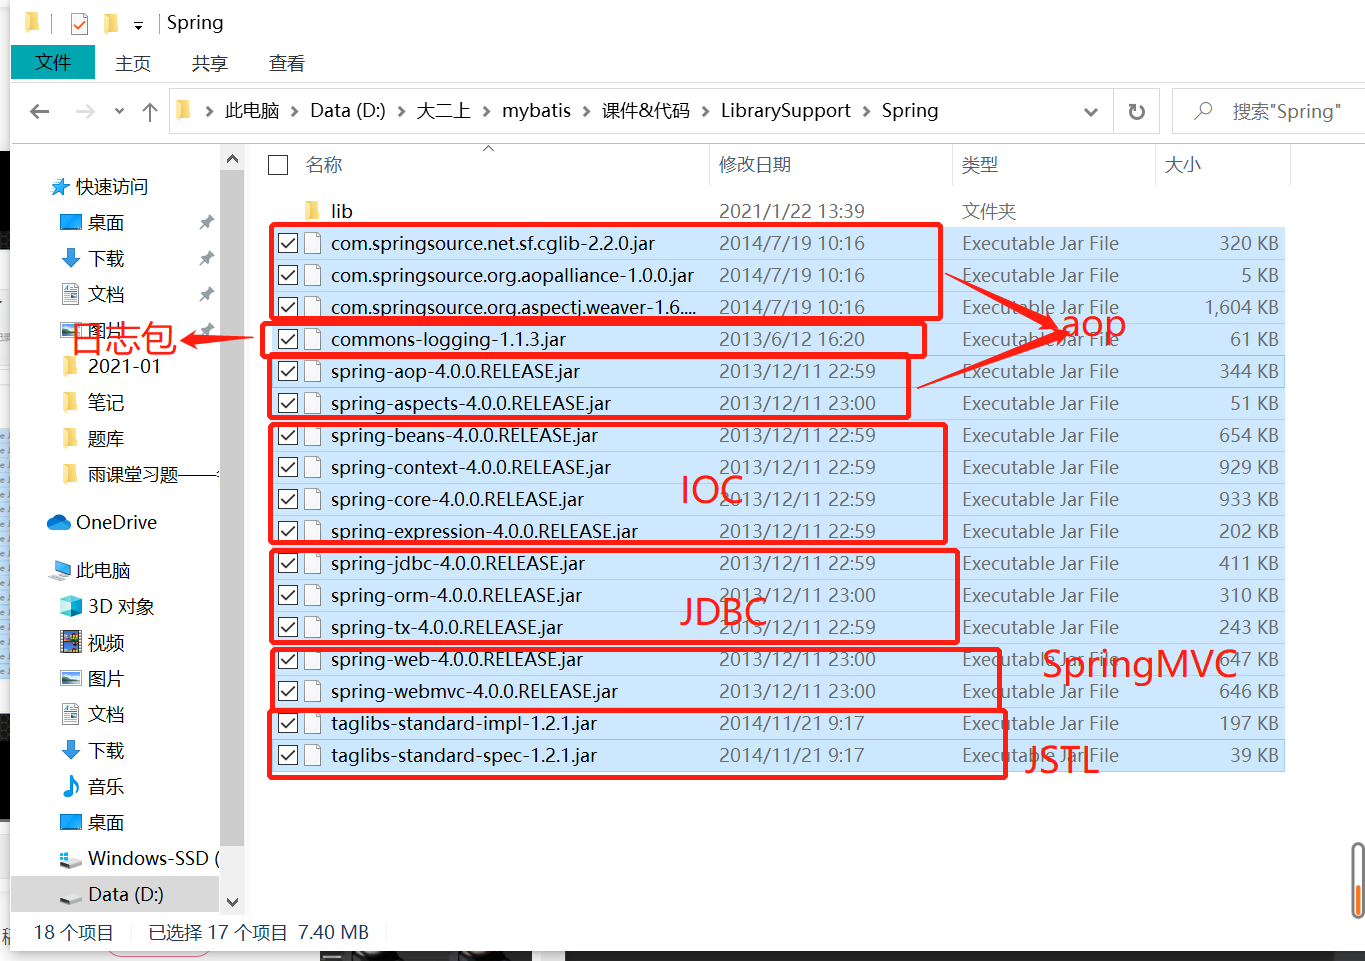 Spring
文件 主页 共享 查看
此电脑 Data (D:) 大二上 mybatis 课件&代码 LibrarySupport Spring 搜索"Spring"
名称 修改日期 类型 大小
快速访问
桌面
下载
文档
图片
2021-01
笔记
题库
雨课堂习题——
OneDrive
此电脑
3D 对象
视频
图片
文档
下载
音乐
桌面
Windows-SSD (
Data (D:)
lib 2021/1/22 13:39 文件夹
com.springsource.net.sf.cglib-2.2.0.jar 2014/7/19 10:16 Executable Jar File 320 KB
com.springsource.org.aopalliance-1.0.0.jar 2014/7/19 10:16 Executable Jar File 5 KB
com.springsource.org.aspectj.weaver-1.6.... 2014/7/19 10:16 Executable Jar File 1,604 KB
commons-logging-1.1.3.jar 2013/6/12 16:20 Executable Jar File 61 KB
spring-aop-4.0.0.RELEASE.jar 2013/12/11 22:59 Executable Jar File 344 KB
spring-aspects-4.0.0.RELEASE.jar 2013/12/11 23:00 Executable Jar File 51 KB
spring-beans-4.0.0.RELEASE.jar 2013/12/11 22:59 Executable Jar File 654 KB
spring-context-4.0.0.RELEASE.jar 2013/12/11 22:59 Executable Jar File 929 KB
spring-core-4.0.0.RELEASE.jar 2013/12/11 22:59 Executable Jar File 933 KB
spring-expression-4.0.0.RELEASE.jar 2013/12/11 22:59 Executable Jar File 202 KB
spring-jdbc-4.0.0.RELEASE.jar 2013/12/11 22:59 Executable Jar File 411 KB
spring-orm-4.0.0.RELEASE.jar 2013/12/11 23:00 Executable Jar File 310 KB
spring-tx-4.0.0.RELEASE.jar 2013/12/11 22:59 Executable Jar File 243 KB
spring-web-4.0.0.RELEASE.jar 2013/12/11 23:00 Executable Jar File 647 KB
spring-webmvc-4.0.0.RELEASE.jar 2013/12/11 23:00 Executable Jar File 646 KB
taglibs-standard-impl-1.2.1.jar 2014/11/21 9:17 Executable Jar File 197 KB
taglibs-standard-spec-1.2.1.jar 2014/11/21 9:17 Executable Jar File 39 KB
日志包
aop
IOC
JDBC
SpringMVC
JSTL
18 个项目 已选择 17 个项目 7.40 MB